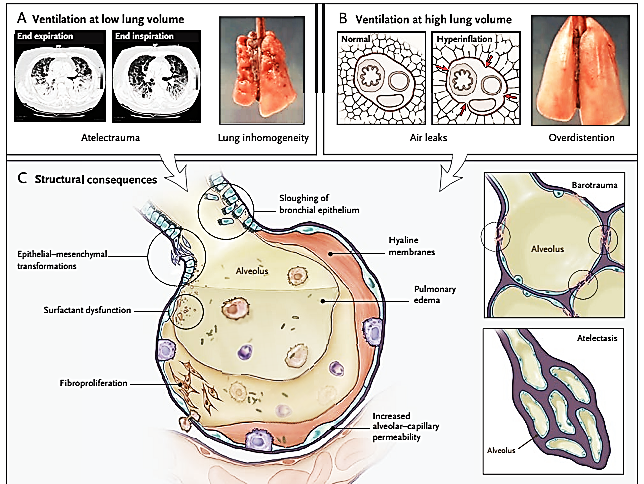 A Ventilation at low lung volume
End expiration
End inspiration
Atelectrauma
Lung inhomogeneity
B Ventilation at high lung volume
Normal
Hyperinflation
Air leaks
Overdistention
C Structural consequences
Sloughing of
bronchial epithelium
Epithelial–mesenchymal
transformations
Surfactant dysfunction
Fibroproliferation
Alveolus
Hyaline
membranes
Pulmonary
edema
Increased
alveolar–capillary
permeability
Barotrauma
Alveolus
Atelectasis
Alveolus